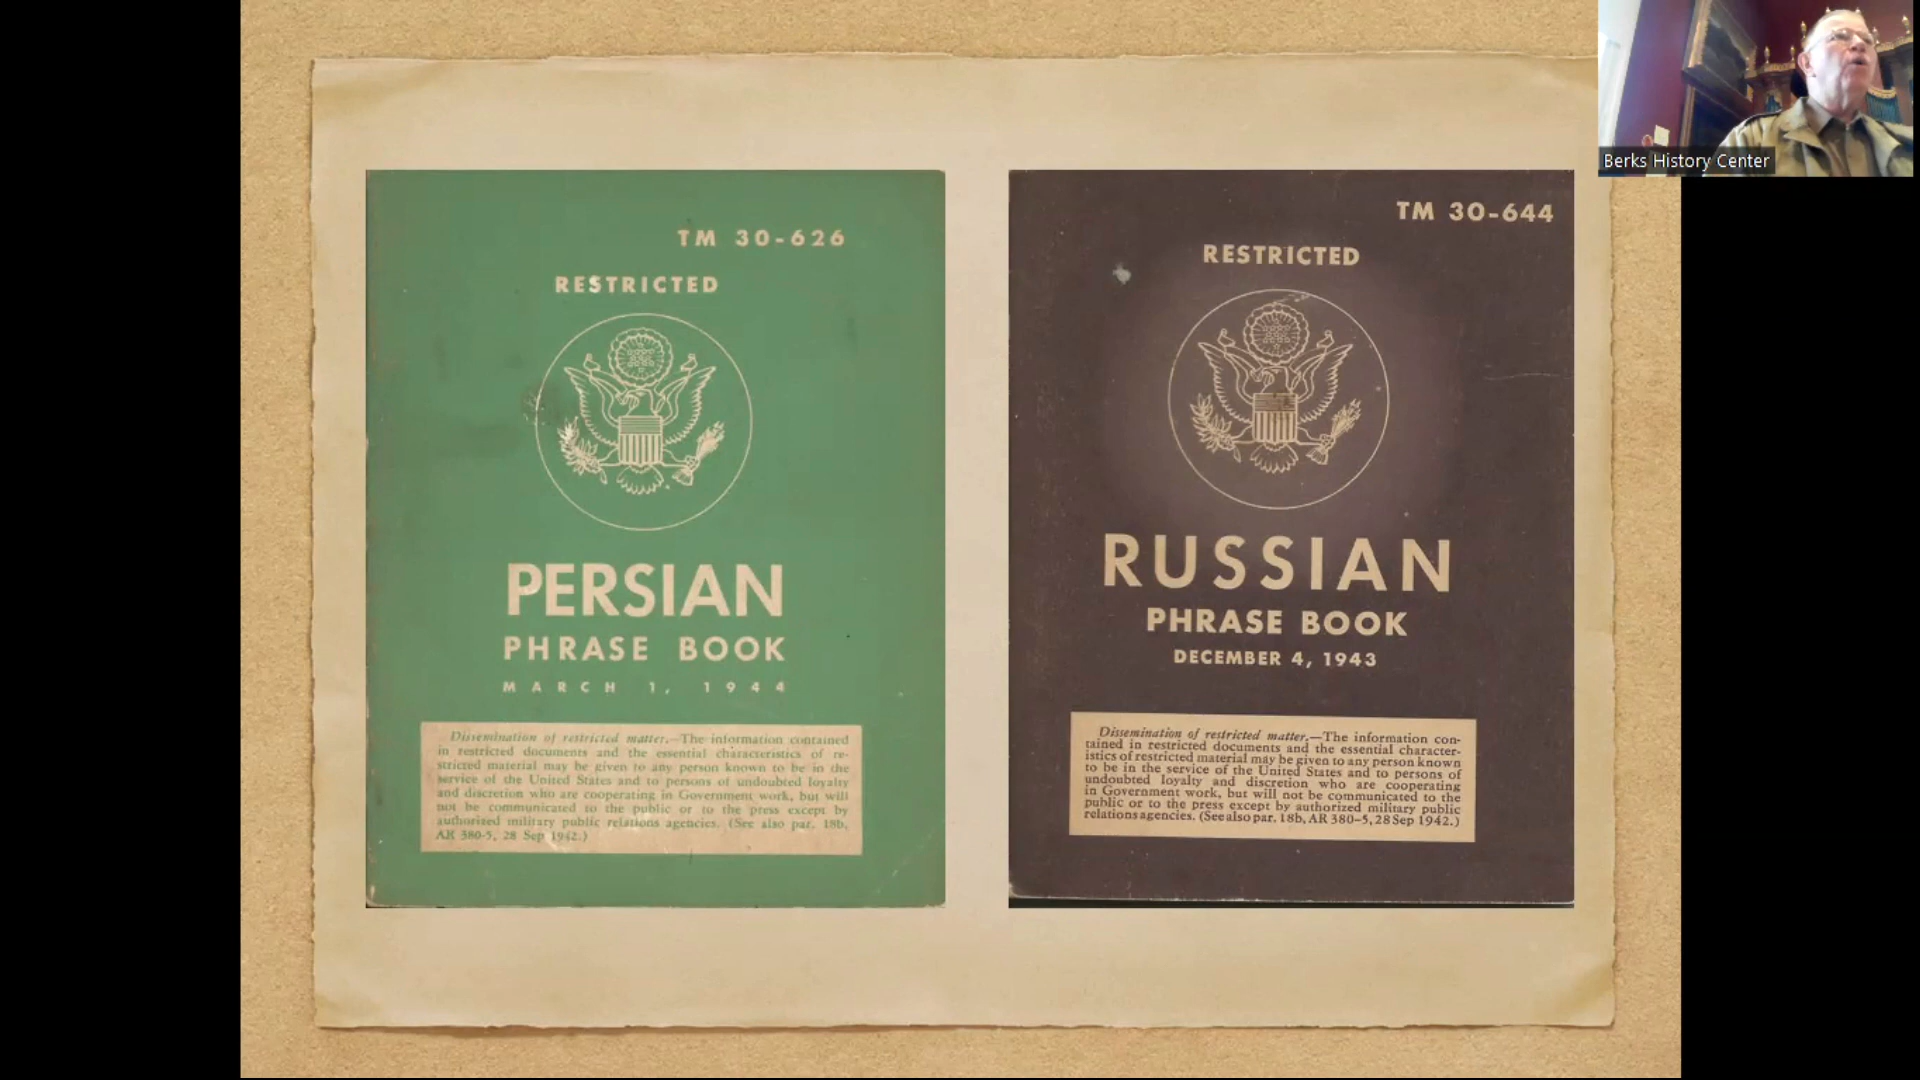 TM 30-626
RESTRICTED
PERSIAN
PHRASE BOOK
MARCH 1, 1944
Dissemination of restricted matter.—The information contained
in restricted documents and the essential characteristics of re-
stricted material may be given to any person known to be in the
service of the United States and to persons of undoubted loyalty
and discretion who are cooperating in Government work, but will
not be communicated to the public or to the press except by
authorized military public relations agencies. (See also par. 18b,
AR 380-5, 28 Sep 1942.)
TM 30-644
RESTRICTED
RUSSIAN
PHRASE BOOK
DECEMBER 4, 1943
Dissemination of restricted matter.—The information con-
tained in restricted documents and the essential character-
istics of restricted material may be given to any person known
to be in the service of the United States and to persons of
undoubted loyalty and discretion who are cooperating
in Government work, but will not be communicated to the
public or to the press except by authorized military public
relations agencies. (See also par. 18b, AR 380-5, 28 Sep 1942.)
Berks History Center